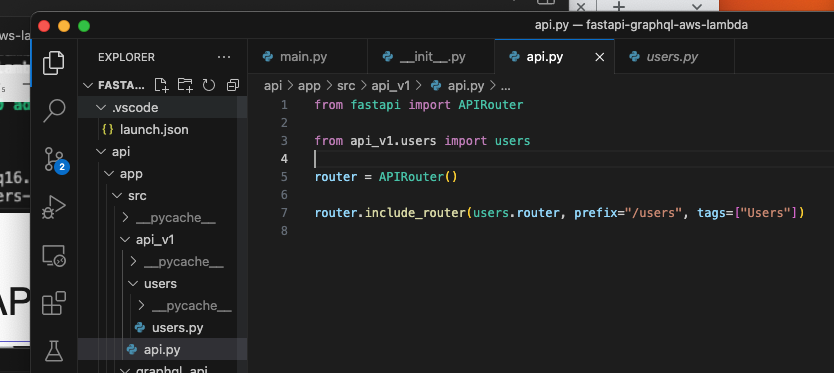 api.py — fastapi-graphql-aws-lambda
EXPLORER
main.py
__init__.py
api.py
users.py
FASTA...
api > app > src > api_v1 > api.py > ...
.vscode
{} launch.json
api
app
src
__pycache__
api_v1
__pycache__
users
__pycache__
users.py
api.py
graphql_api
2
1 from fastapi import APIRouter
2
3 from api_v1.users import users
4
5 router = APIRouter()
6
7 router.include_router(users.router, prefix="/users", tags=["Users"])
8
ws-la
q16.
ers-
AP